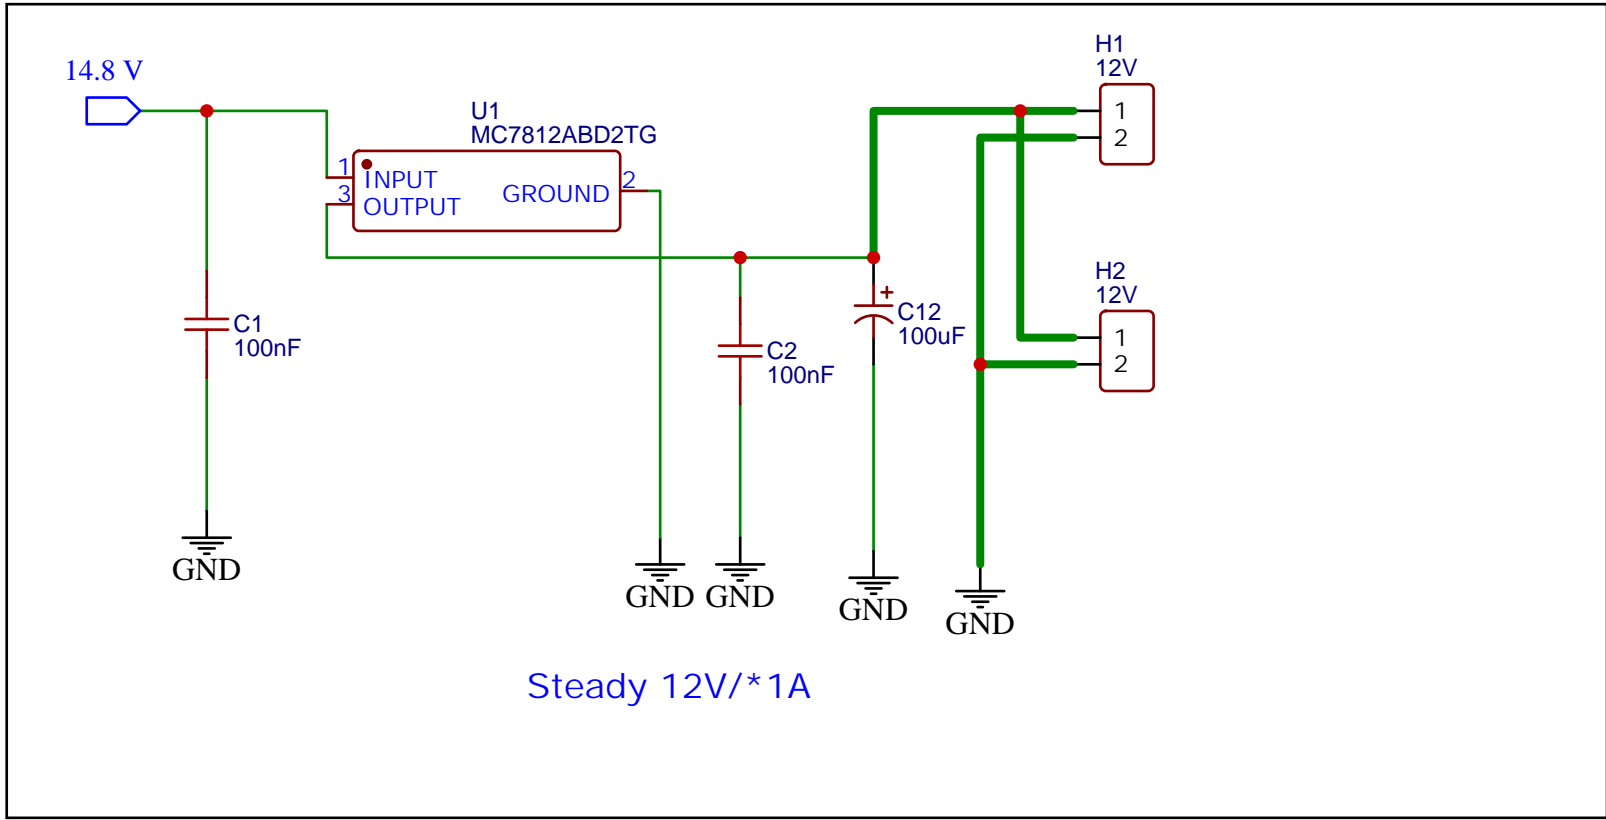 14.8 V
U1
MC7812ABD2TG
1
INPUT
3
OUTPUT
GROUND
2
C1
100nF
GND
GND
C2
100nF
GND
+
C12
100uF
GND
GND
H1
12V
1
2
H2
12V
1
2
Steady 12V/*1A